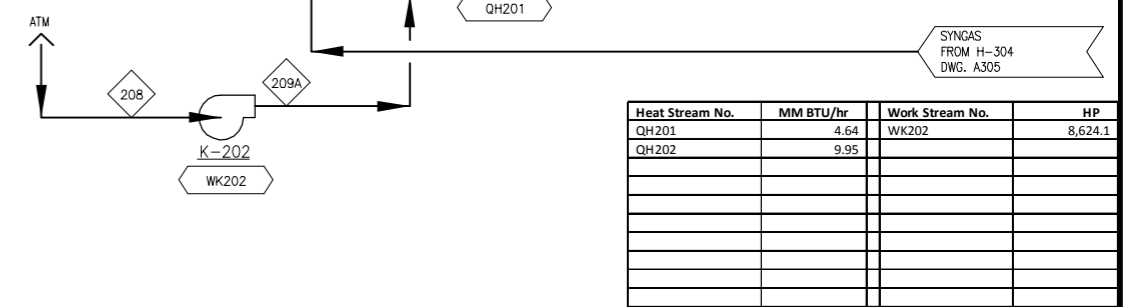 QH201
ATM
SYNGAS
FROM H-304
DWG. A305
208
209A
K-202
WK202
Heat Stream No. MM BTU/hr Work Stream No. HP
QH201 4.64 WK202 8,624.1
QH202 9.95